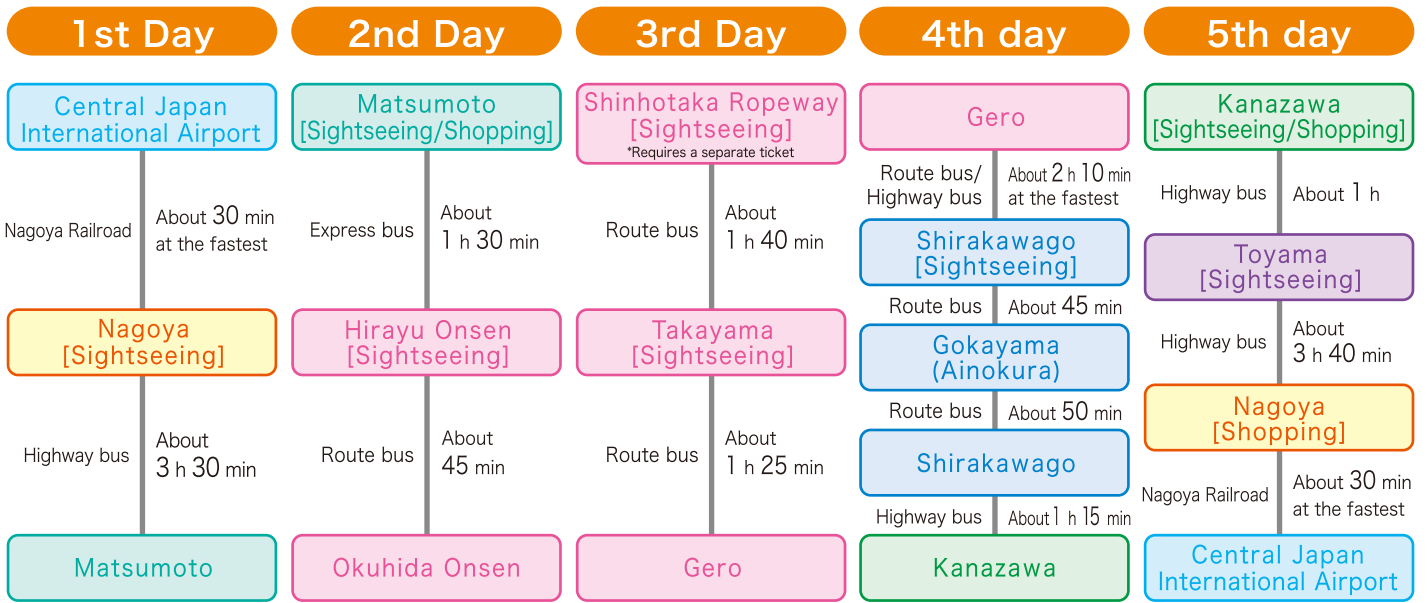 1st Day
Central Japan
International Airport
Nagoya Railroad
About 30 min
at the fastest
Nagoya
[Sightseeing]
Highway bus
About
3 h 30 min
Matsumoto
2nd Day
Matsumoto
[Sightseeing/Shopping]
Express bus
About
1 h 30 min
Hirayu Onsen
[Sightseeing]
Route bus
About
45 min
Okuhida Onsen
3rd Day
Shinhotaka Ropeway
[Sightseeing]
*Requires a separate ticket
Route bus
About
1 h 40 min
Takayama
[Sightseeing]
Route bus
About
1 h 25 min
Gero
4th day
Gero
Route bus/
Highway bus
About 2 h 10 min
at the fastest
Shirakawago
[Sightseeing]
Route bus
About 45 min
Gokayama
(Ainokura)
Route bus
About 50 min
Shirakawago
Highway bus
About 1 h 15 min
Kanazawa
5th day
Kanazawa
[Sightseeing/Shopping]
Highway bus
About 1 h
Toyama
[Sightseeing]
Highway bus
About
3 h 40 min
Nagoya
[Shopping]
Nagoya Railroad
About 30 min
at the fastest
Central Japan
International Airport